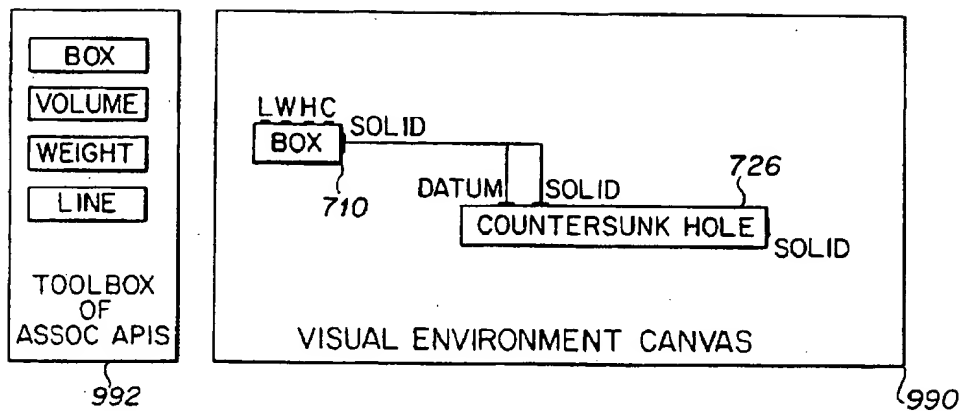 BOX
VOLUME
WEIGHT
LINE
TOOLBOX
OF
ASSOC APIS
992
LWHC
SOLID
BOX
710
DATUM
SOLID
726
COUNTERSUNK HOLE
SOLID
VISUAL ENVIRONMENT CANVAS
990